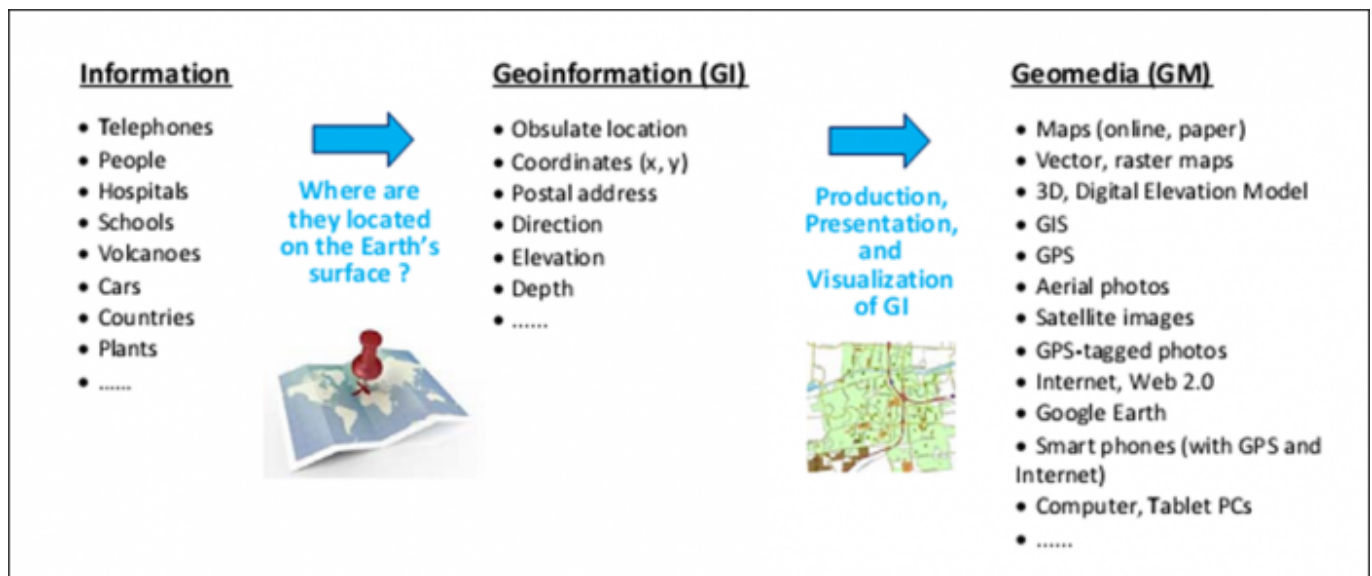 Information
• Telephones
• People
• Hospitals
• Schools
• Volcanoes
• Cars
• Countries
• Plants
• ......
Where are
they located
on the Earth's
surface ?
Geoinformation (GI)
• Obsulate location
• Coordinates (x, y)
• Postal address
• Direction
• Elevation
• Depth
• ......
Production,
Presentation,
and
Visualization
of GI
Geomedia (GM)
• Maps (online, paper)
• Vector, raster maps
• 3D, Digital Elevation Model
• GIS
• GPS
• Aerial photos
• Satellite images
• GPS-tagged photos
• Internet, Web 2.0
• Google Earth
• Smart phones (with GPS and
Internet)
• Computer, Tablet PCs
• ......